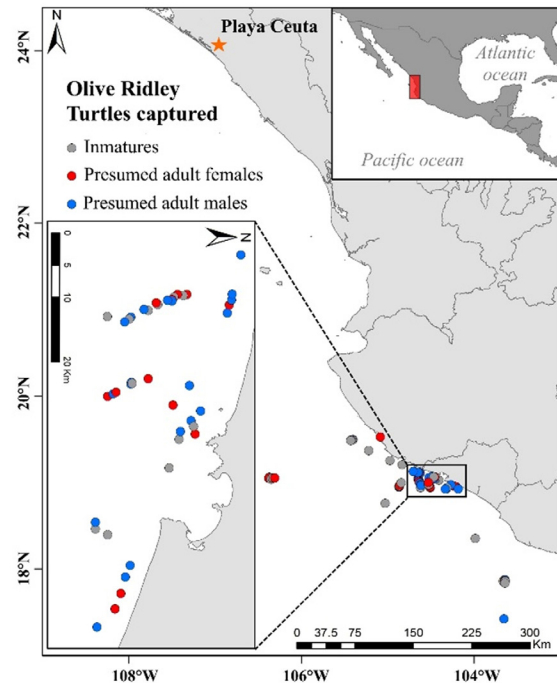 N
Playa Ceuta
24°N
Olive Ridley
Turtles captured
Inmatures
Presumed adult females
Presumed adult males
Atlantic
ocean
Pacific ocean
22°N
0
5
10
20 Km
N
20°N
18°N
0 37.5 75 150 225 300
Km
108°W 106°W 104°W